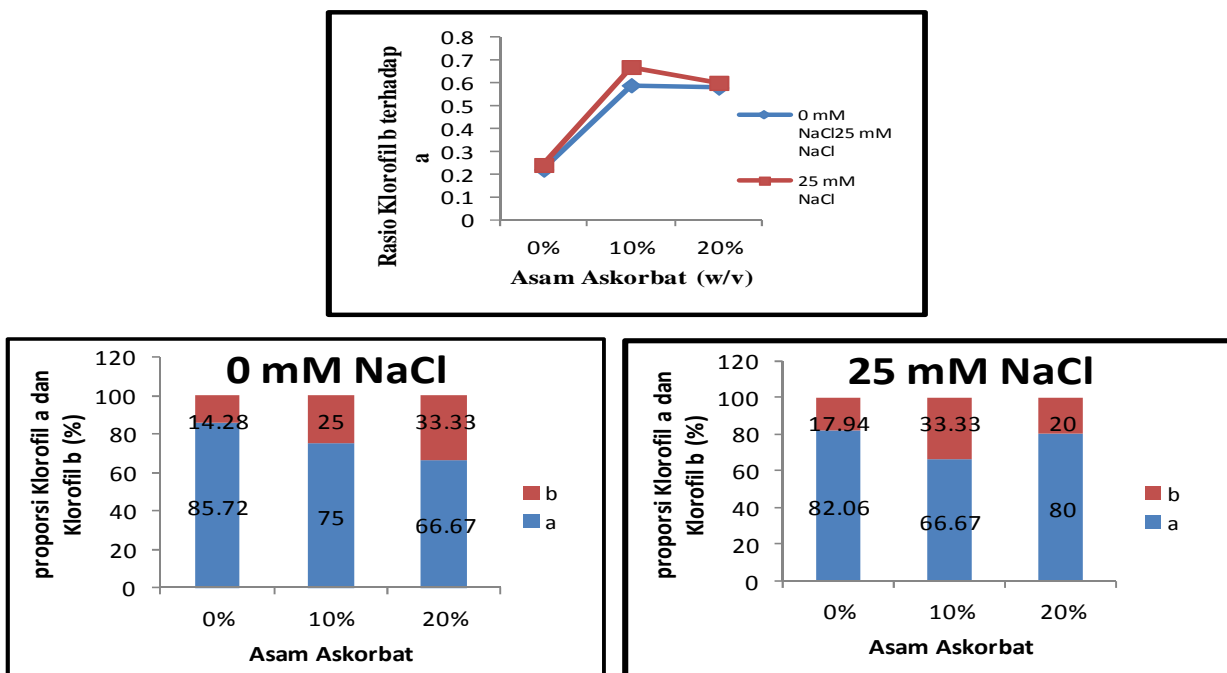 0.8
0.7
0.6
0.5
0.4
0.3
0.2
0.1
0
Rasio Klorofil b terhadap
a
0% 10% 20%
Asam Askorbat (w/v)
0 mM
NaCl25 mM
NaCl
25 mM
NaCl
0 mM NaCl
proporsi Klorofil a dan
Klorofil b (%)
120
100
80
60
40
20
0
14.28 25 33.33
85.72 75 66.67
b
a
0% 10% 20%
Asam Askorbat
25 mM NaCl
proporsi Klorofil a dan
Klorofil b (%)
120
100
80
60
40
20
0
17.94 33.33 20
82.06 66.67 80
b
a
0% 10% 20%
Asam Askorbat